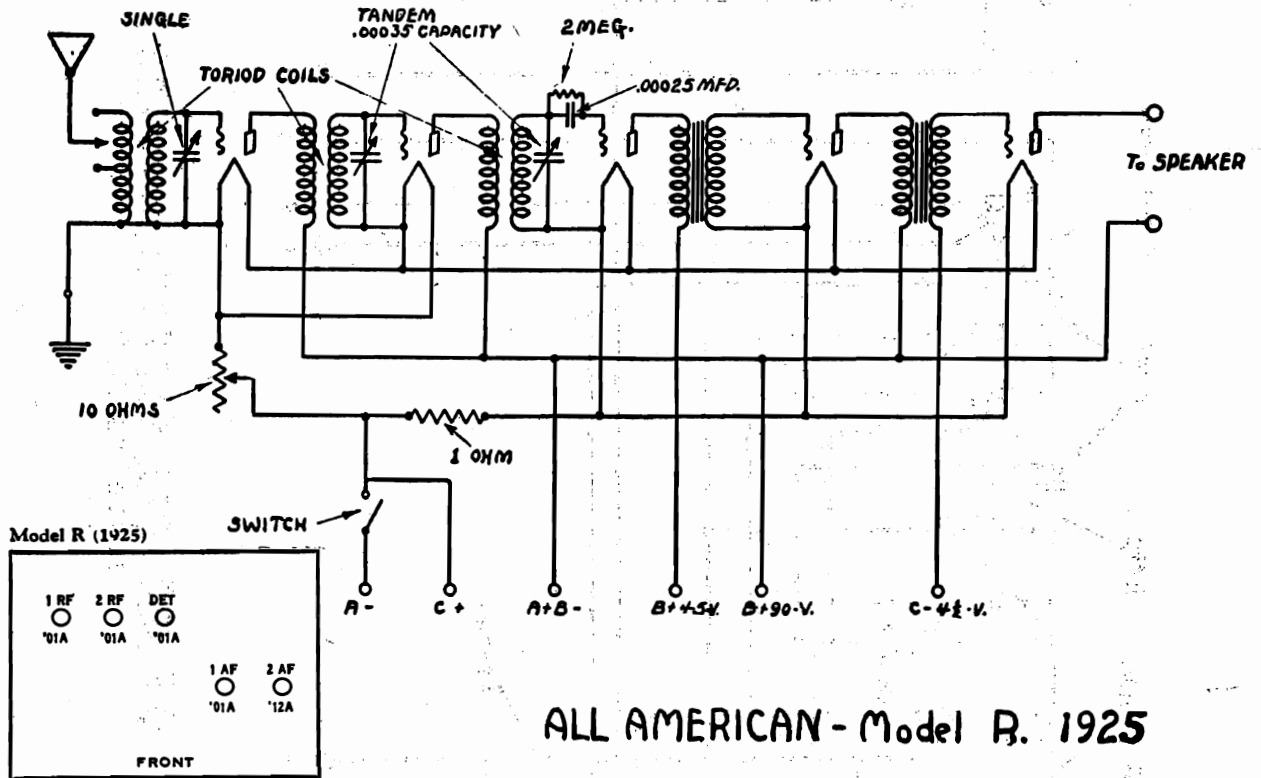 SINGLE
TANDEM
.00035 CAPACITY
2 MEG.
TORIOD COILS
.00025 MFD.
To SPEAKER
10 OHMS
1 OHM
SWITCH
A -
C +
A+B-
B+45V.
B+90-V.
C-4½-V.
Model R (1925)
1 RF
2 RF
DET
'01A
'01A
'01A
1 AF
2 AF
'01A
'12A
FRONT
ALL AMERICAN - Model R. 1925